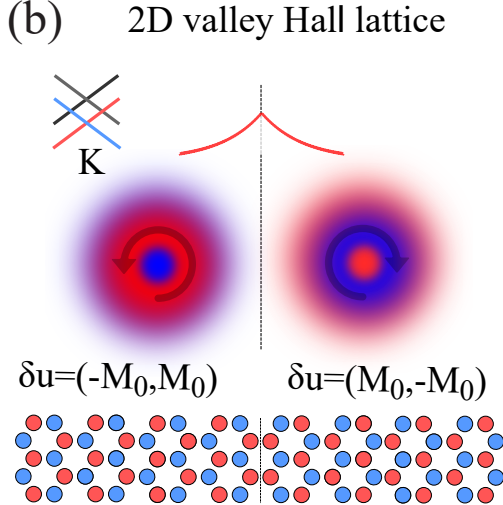 (b) 2D valley Hall lattice
K
δu=(-M₀,M₀) δu=(M₀,-M₀)